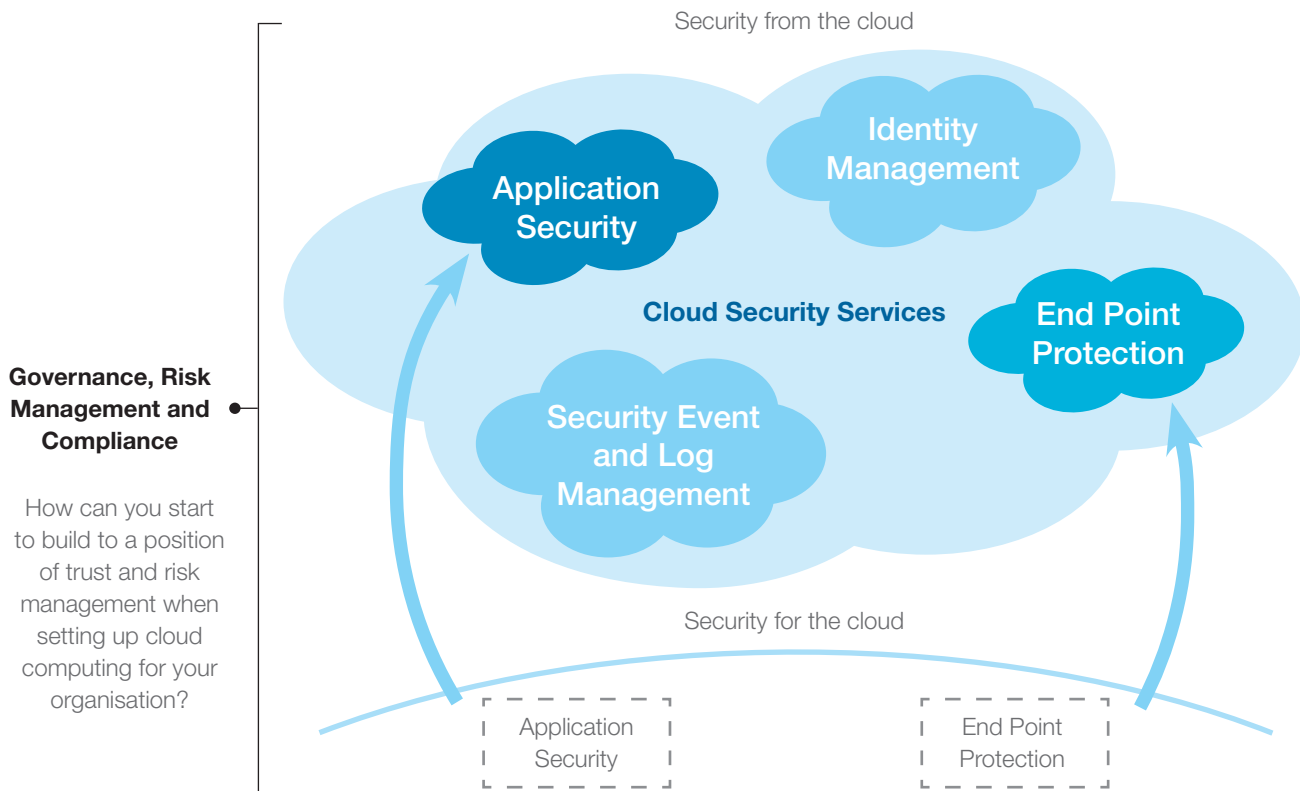 Security from the cloud
Identity
Management
Application
Security
Cloud Security Services
End Point
Protection
Governance, Risk
Management and
Compliance
Security Event
and Log
Management
How can you start
to build to a position
of trust and risk
management when
setting up cloud
computing for your
organisation?
Security for the cloud
Application
Security
End Point
Protection